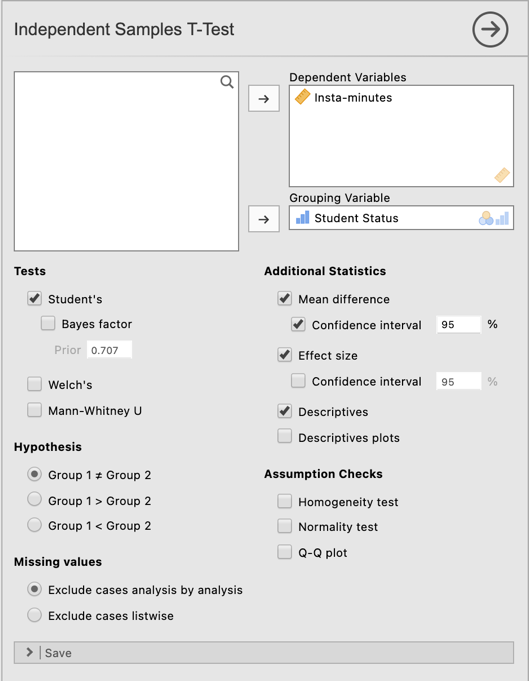 Independent Samples T-Test
Dependent Variables
Insta-minutes
Grouping Variable
Student Status
Tests
Student's
Bayes factor
Prior 0.707
Welch's
Mann-Whitney U
Hypothesis
Group 1 ≠ Group 2
Group 1 > Group 2
Group 1 < Group 2
Missing values
Exclude cases analysis by analysis
Exclude cases listwise
Additional Statistics
Mean difference
Confidence interval 95 %
Effect size
Confidence interval 95 %
Descriptives
Descriptives plots
Assumption Checks
Homogeneity test
Normality test
Q-Q plot
| Save